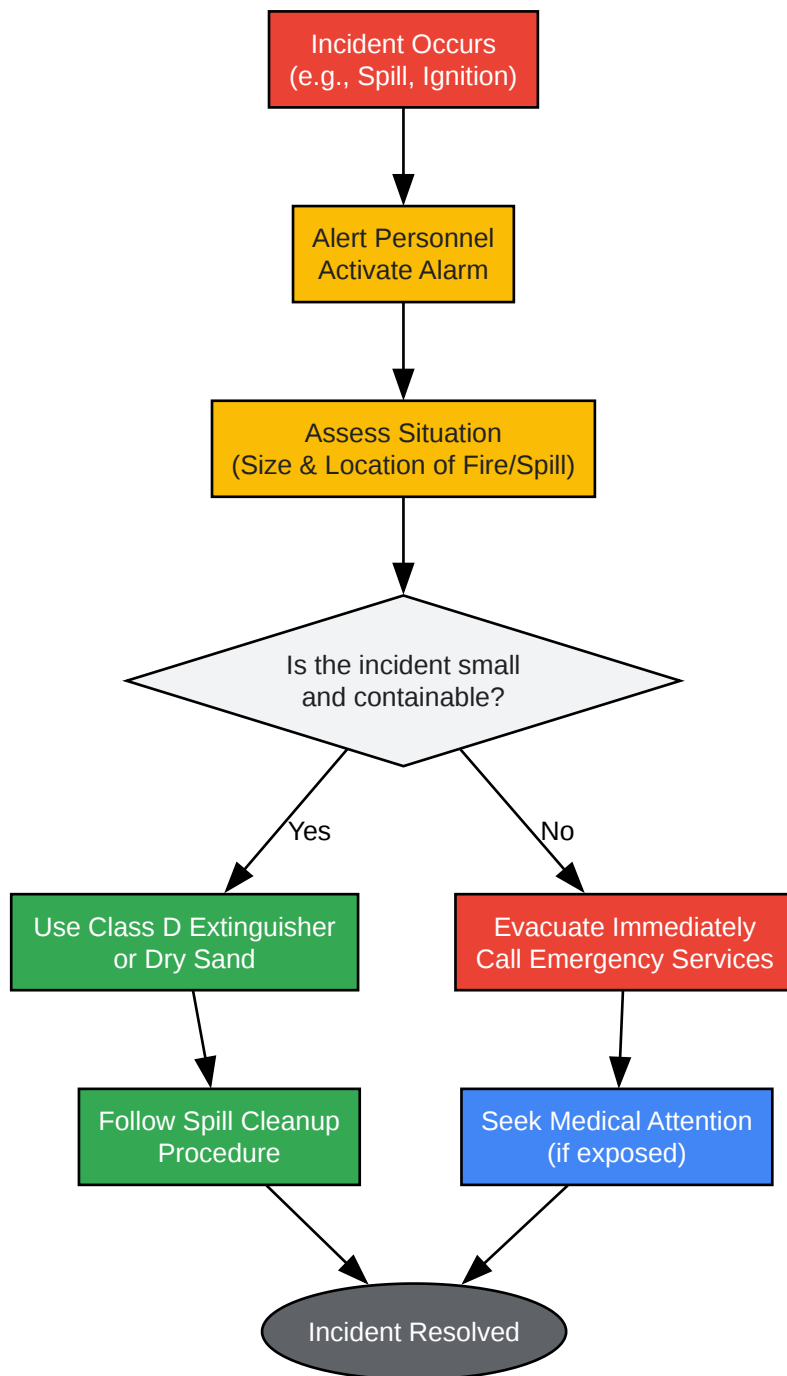 Incident Occurs
(e.g., Spill, Ignition)
Alert Personnel
Activate Alarm
Assess Situation
(Size & Location of Fire/Spill)
Is the incident small
and containable?
Yes
No
Use Class D Extinguisher
or Dry Sand
Evacuate Immediately
Call Emergency Services
Follow Spill Cleanup
Procedure
Seek Medical Attention
(if exposed)
Incident Resolved